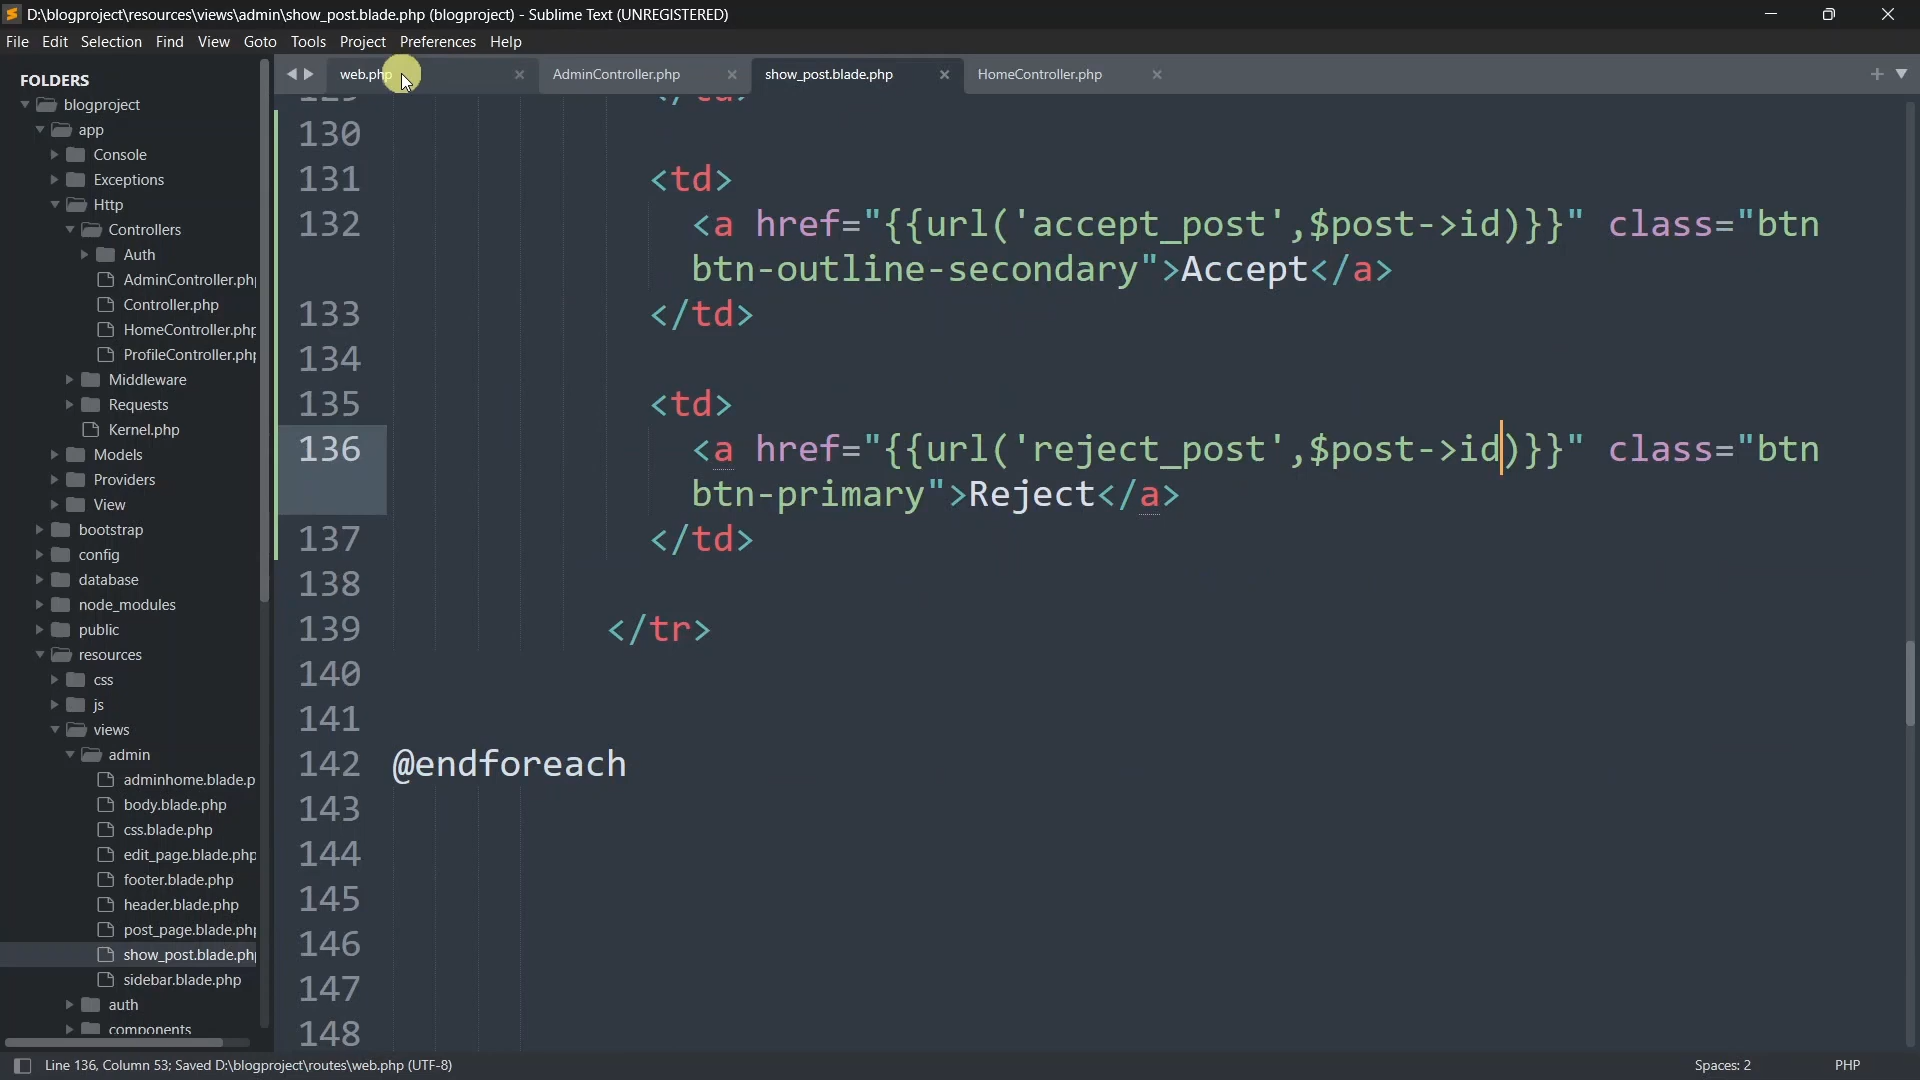 D:\blogproject\resources\views\admin\show_post.blade.php (blogproject) - Sublime Text (UNREGISTERED)
File Edit Selection Find View Goto Tools Project Preferences Help
FOLDERS
blogproject
app
Console
Exceptions
Http
Controllers
Auth
AdminController.php
Controller.php
HomeController.php
ProfileController.php
Middleware
Requests
Kernel.php
Models
Providers
View
bootstrap
config
database
node_modules
public
resources
css
js
views
admin
adminhome.blade.p
body.blade.php
css.blade.php
edit_page.blade.php
footer.blade.php
header.blade.php
post_page.blade.php
show_post.blade.php
sidebar.blade.php
auth
components
web.php AdminController.php show_post.blade.php HomeController.php
129 </td>
130
131 <td>
132 <a href="{{url('accept_post',$post->id)}}" class="btn
btn-outline-secondary">Accept</a>
133 </td>
134
135 <td>
136 <a href="{{url('reject_post',$post->id)}}" class="btn
btn-primary">Reject</a>
137 </td>
138
139 </tr>
140
141
142 @endforeach
143
144
145
146
147
148
Line 136, Column 53; Saved D:\blogproject\routes\web.php (UTF-8) Spaces: 2 PHP